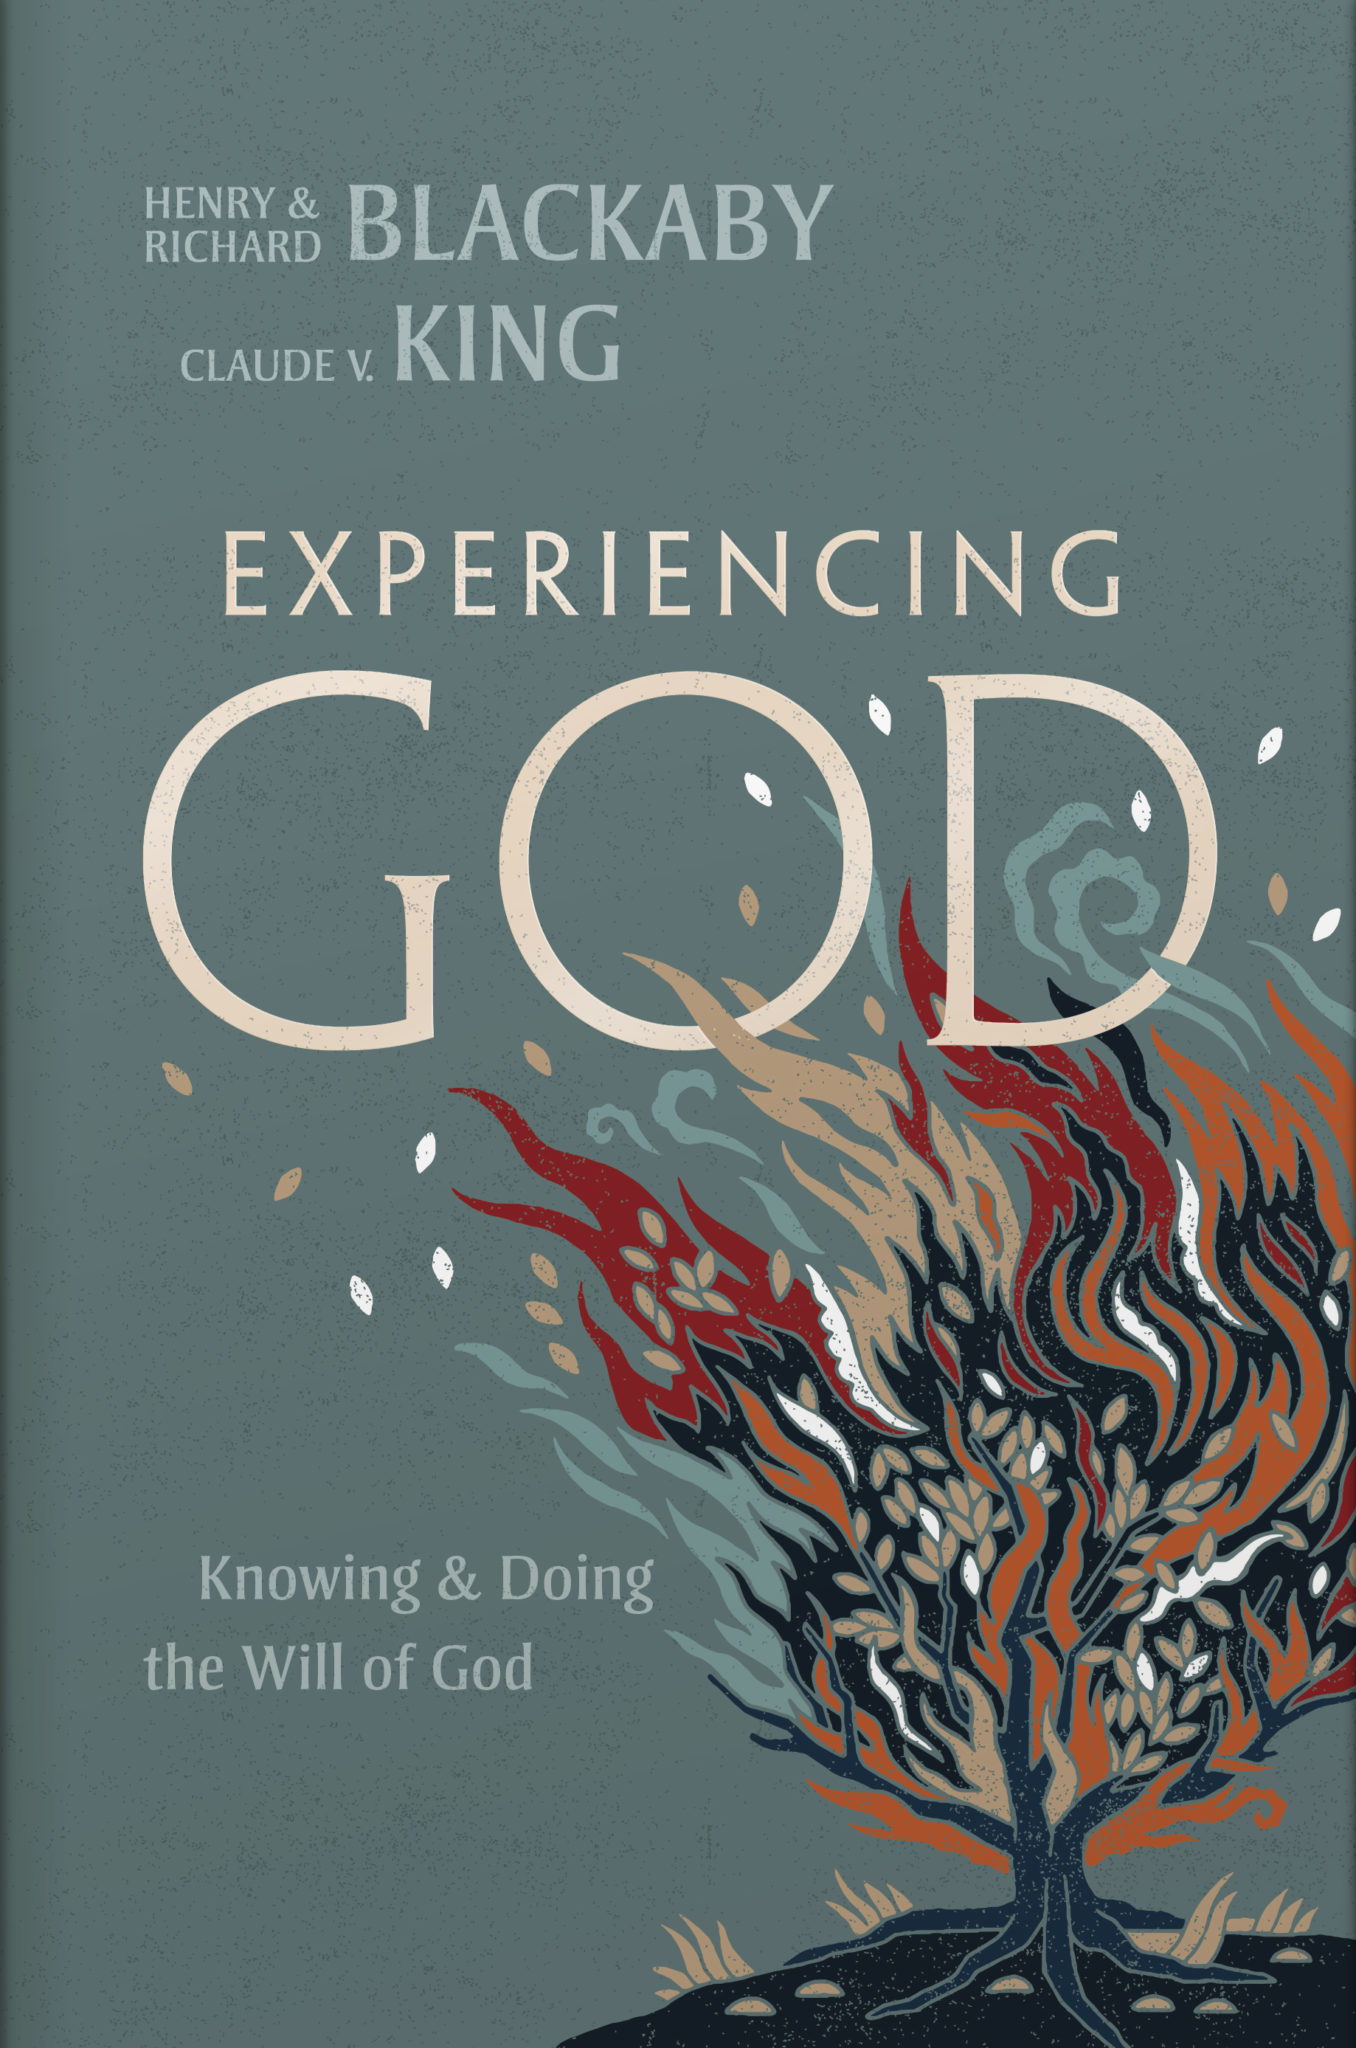 HENRY &
RICHARD BLACKABY
CLAUDE V. KING
EXPERIENCING
GOD
Knowing & Doing
the Will of God